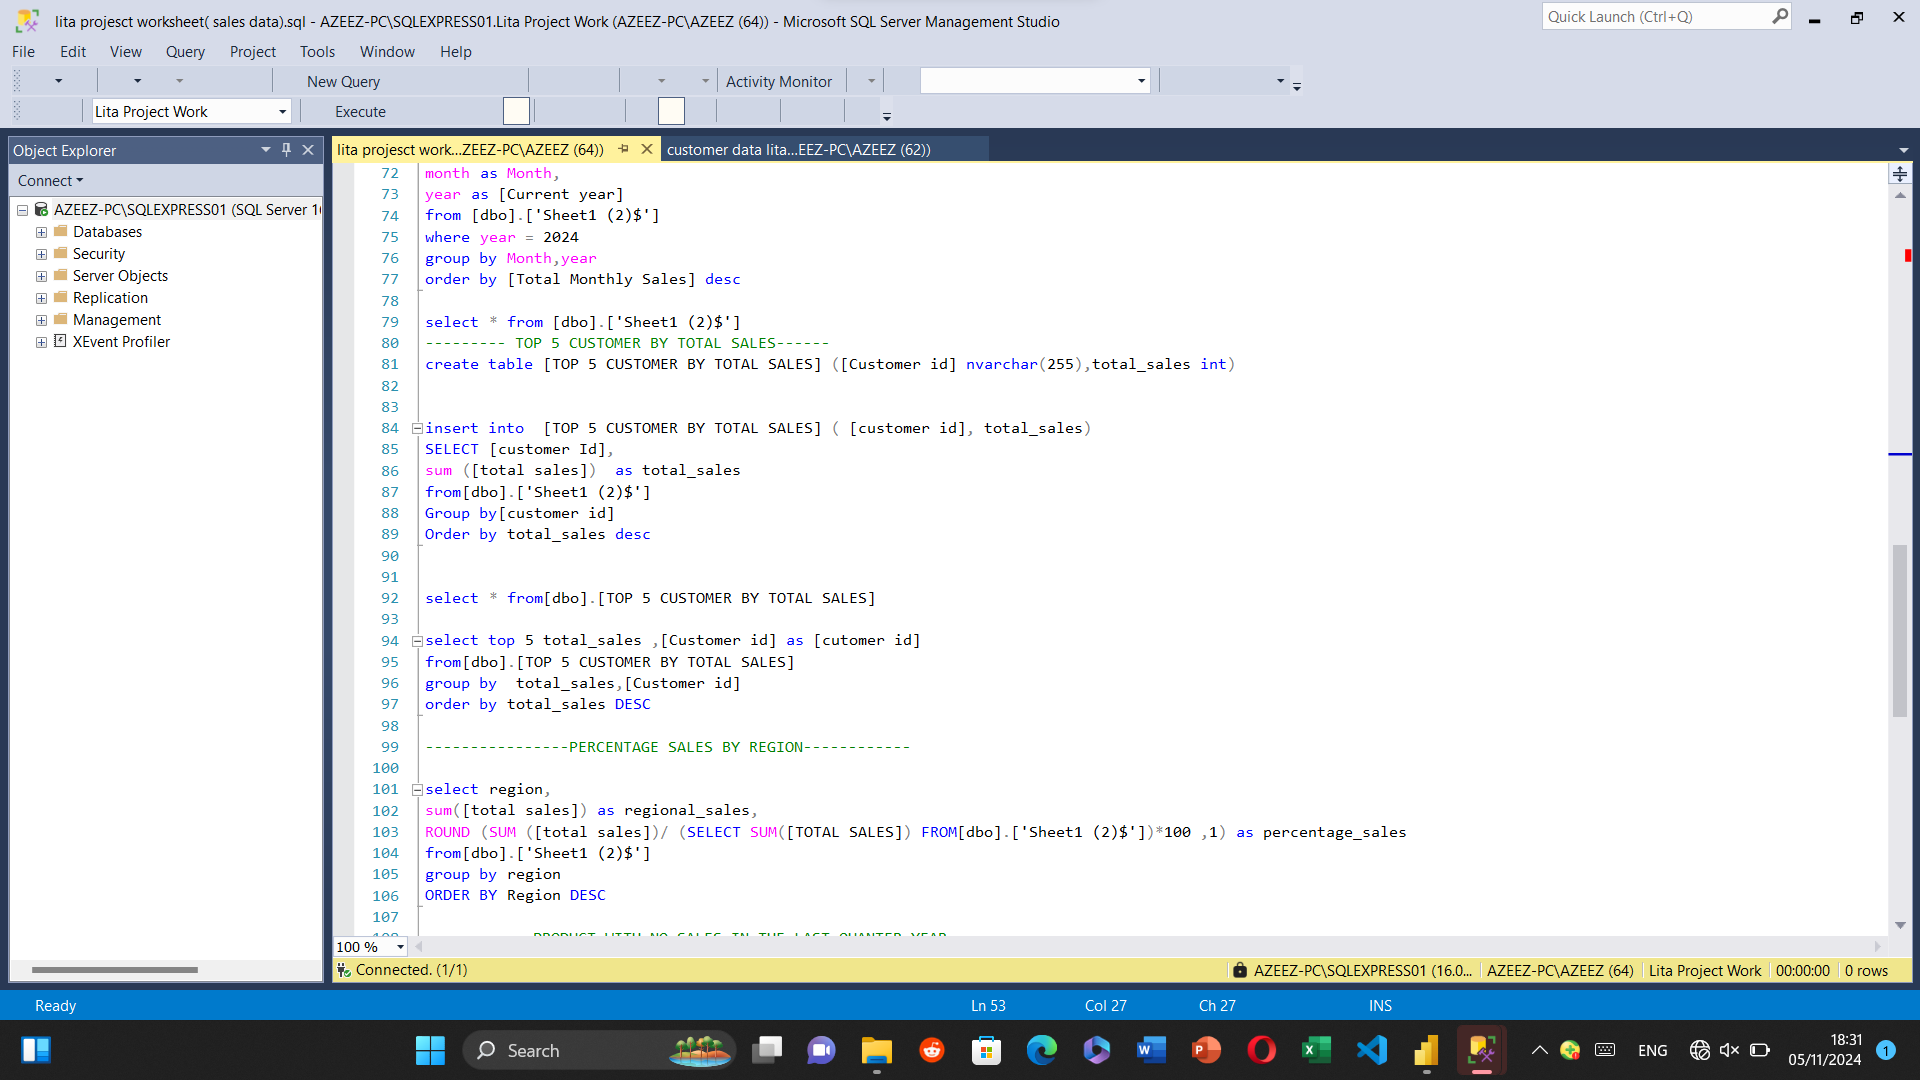 lita projesct worksheet( sales data).sql - AZEEZ-PC\SQLEXPRESS01.Lita Project Work (AZEEZ-PC\AZEEZ (64)) - Microsoft SQL Server Management Studio
Quick Launch (Ctrl+Q)
File Edit View Query Project Tools Window Help
New Query Activity Monitor
Lita Project Work Execute
Object Explorer
Connect
AZEEZ-PC\SQLEXPRESS01 (SQL Server 1
Databases
Security
Server Objects
Replication
Management
XEvent Profiler
lita projesct work...ZEEZ-PC\AZEEZ (64)) customer data lita...EEZ-PC\AZEEZ (62))
72 month as Month,
73 year as [Current year]
74 from [dbo].['Sheet1 (2)$']
75 where year = 2024
76 group by Month,year
77 order by [Total Monthly Sales] desc
78
79 select * from [dbo].['Sheet1 (2)$']
80 --------- TOP 5 CUSTOMER BY TOTAL SALES------
81 create table [TOP 5 CUSTOMER BY TOTAL SALES] ([Customer id] nvarchar(255),total_sales int)
82
83
84 insert into  [TOP 5 CUSTOMER BY TOTAL SALES] ( [customer id], total_sales)
85 SELECT [customer Id],
86 sum ([total sales])  as total_sales
87 from[dbo].['Sheet1 (2)$']
88 Group by[customer id]
89 Order by total_sales desc
90
91
92 select * from[dbo].[TOP 5 CUSTOMER BY TOTAL SALES]
93
94 select top 5 total_sales ,[Customer id] as [cutomer id]
95 from[dbo].[TOP 5 CUSTOMER BY TOTAL SALES]
96 group by  total_sales,[Customer id]
97 order by total_sales DESC
98
99 ----------------PERCENTAGE SALES BY REGION------------
100
101 select region,
102 sum([total sales]) as regional_sales,
103 ROUND (SUM ([total sales])/ (SELECT SUM([TOTAL SALES]) FROM[dbo].['Sheet1 (2)$'])*100 ,1) as percentage_sales
104 from[dbo].['Sheet1 (2)$']
105 group by region
106 ORDER BY Region DESC
107
108 PRODUCT WITH NO SALES IN THE LAST QUANTER YEAR
100 %
Connected. (1/1) AZEEZ-PC\SQLEXPRESS01 (16.0... AZEEZ-PC\AZEEZ (64) Lita Project Work 00:00:00 0 rows
Ready Ln 53 Col 27 Ch 27 INS
Search
ENG
18:31
05/11/2024
1